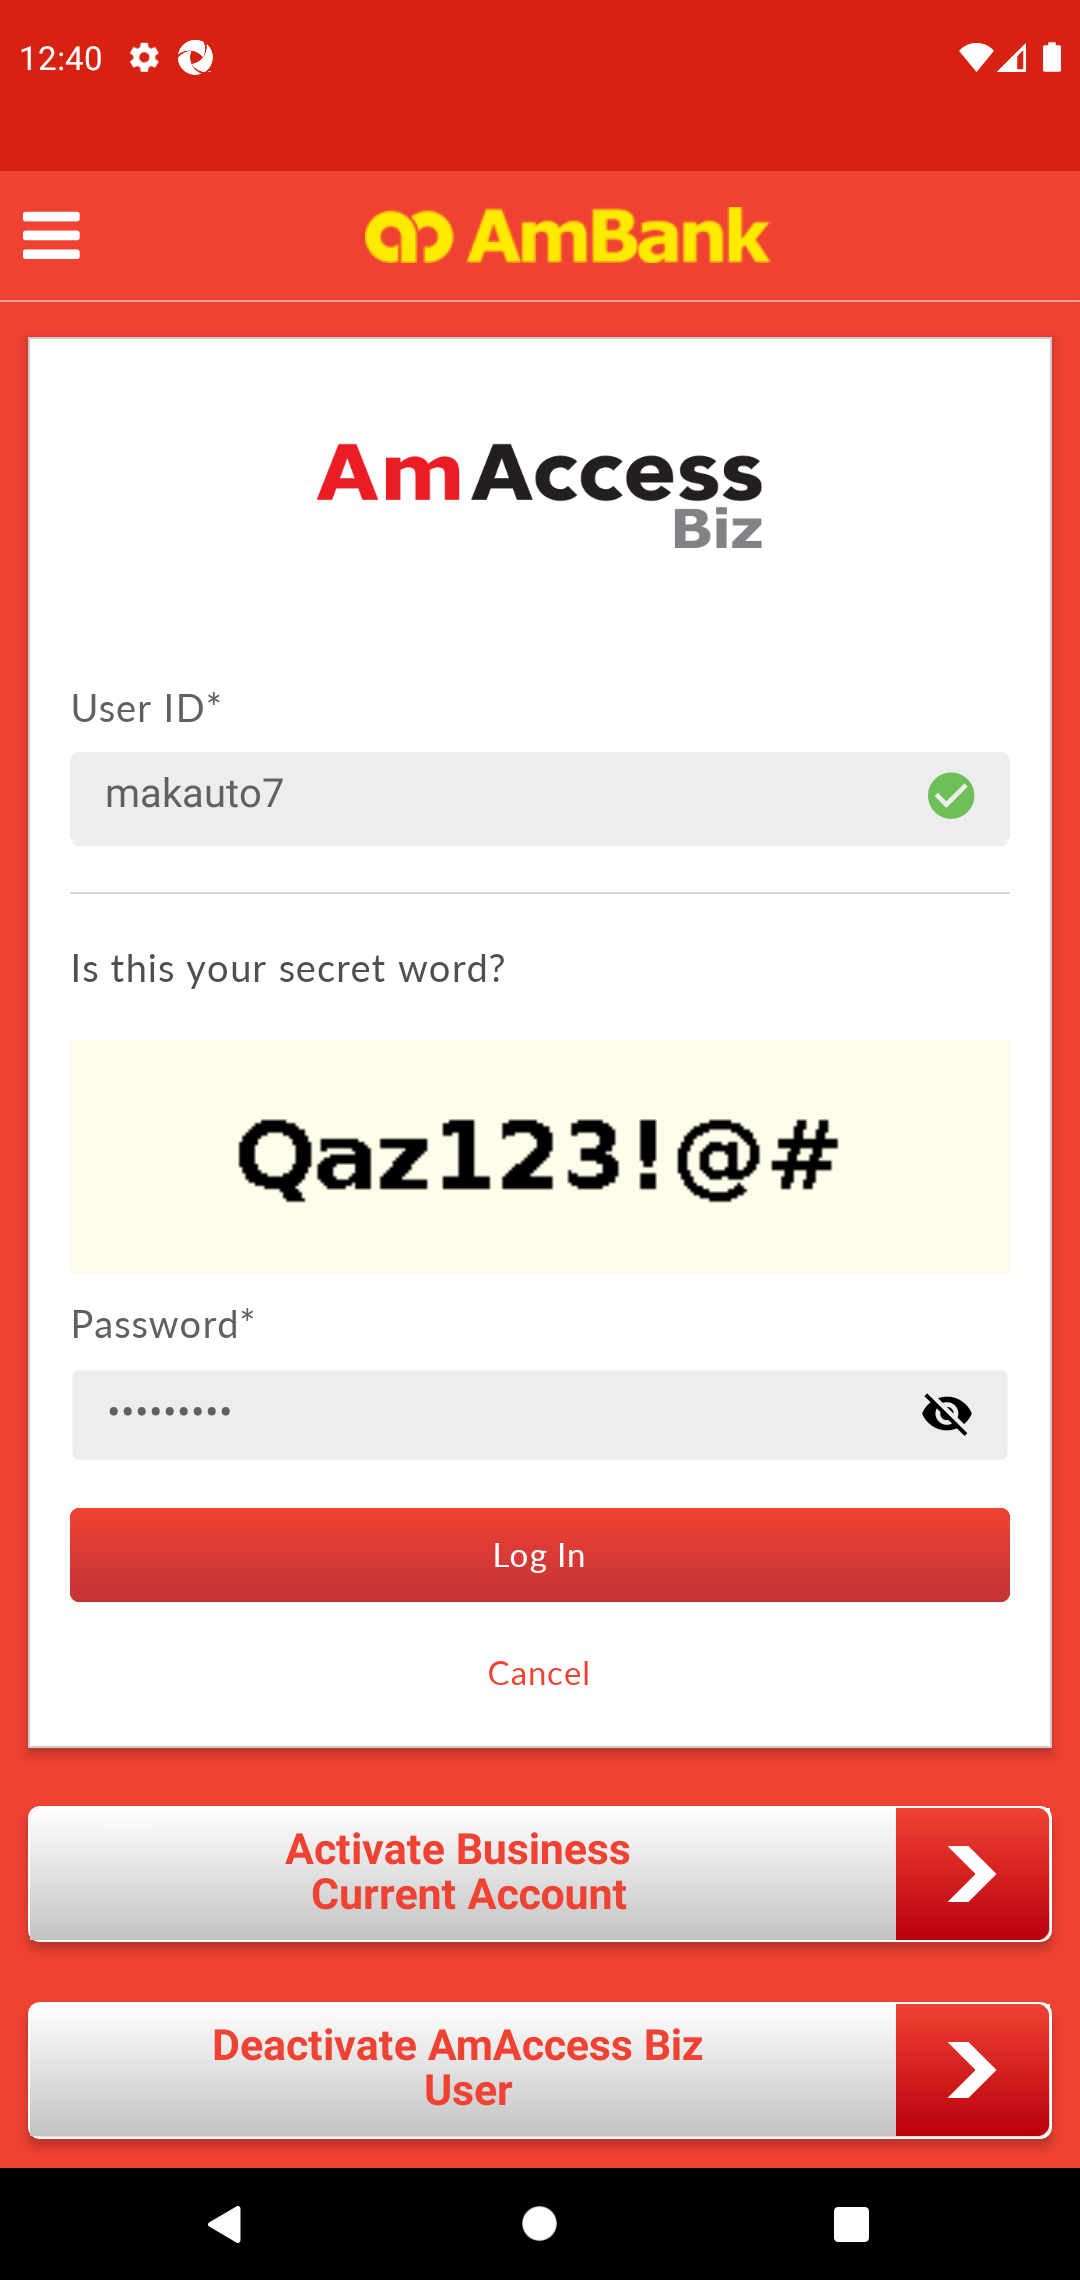 12:40
AmBank
AmAccess
Biz
User ID*
makauto7
Is this your secret word?
Qaz123!@#
Password*
•••••••••
Log In
Cancel
Activate Business
Current Account
Deactivate AmAccess Biz
User